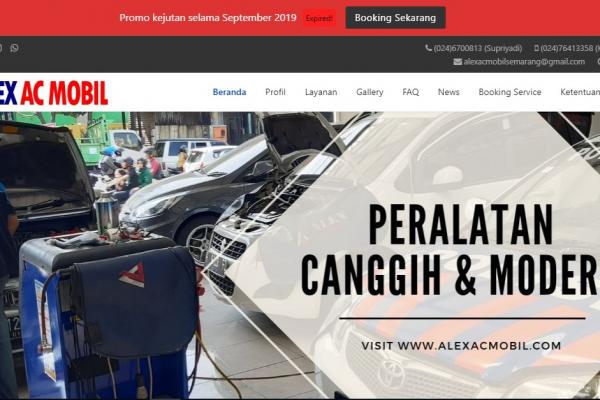 Promo kejutan selama September 2019 Expired! Booking Sekarang
(024)6700813 (Supriyadi) (024)76413358
alexacmobilsemarang@gmail.com
EX AC MOBIL
Beranda Profil Layanan Gallery FAQ News Booking Service Ketentuan
PERALATAN
CANGGIH & MODER
VISIT WWW.ALEXACMOBIL.COM